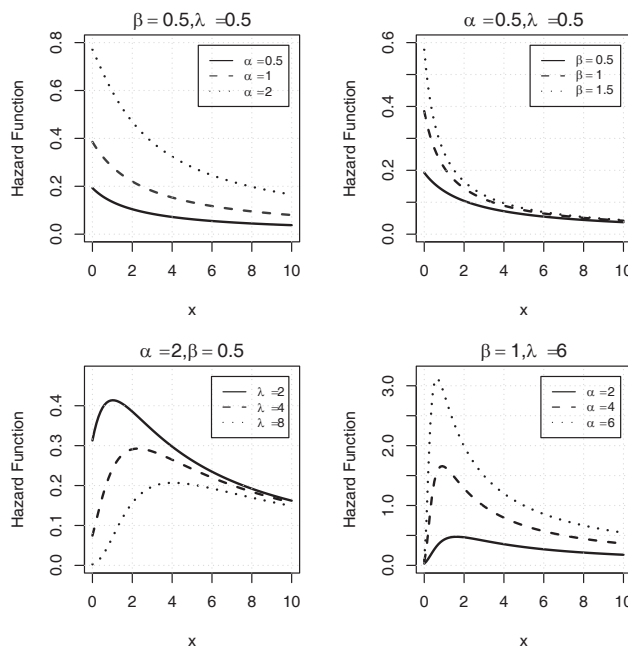 β = 0.5,λ =0.5
Hazard Function
0.0 0.2 0.4 0.6 0.8
α =0.5
α =1
α =2
0 2 4 6 8 10
x
α =0.5,λ =0.5
Hazard Function
0.0 0.2 0.4 0.6
β = 0.5
β = 1
β = 1.5
0 2 4 6 8 10
x
α =2,β = 0.5
Hazard Function
0.0 0.1 0.2 0.3 0.4
λ =2
λ =4
λ =8
0 2 4 6 8 10
x
β = 1,λ =6
Hazard Function
0.0 1.0 2.0 3.0
α =2
α =4
α =6
0 2 4 6 8 10
x